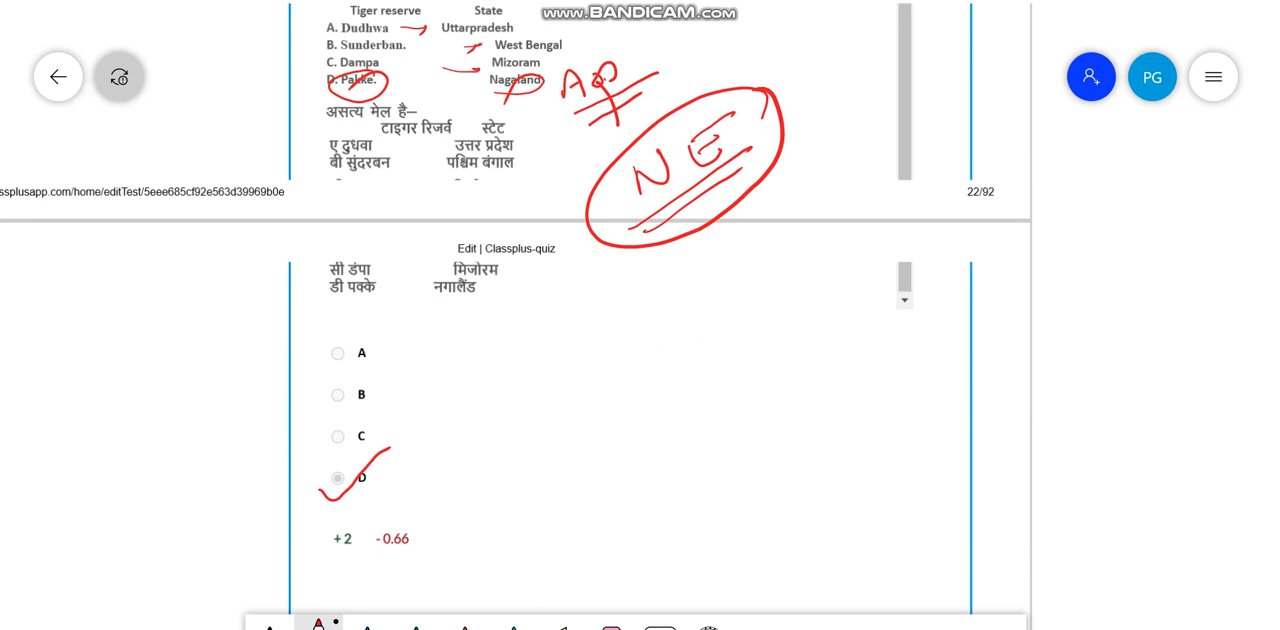 www.BANDICAM.com
Tiger reserve State
A. Dudhwa Uttarpradesh
B. Sunderban. West Bengal
C. Dampa Mizoram
D. Pakke. Nagaland
AP
NE
PG
असत्य मेल है–
टाइगर रिजर्व स्टेट
ए दुधवा उत्तर प्रदेश
बी सुंदरबन पश्चिम बंगाल
ssplusapp.com/home/editTest/5eee685cf92e563d39969b0e 22/92
Edit | Classplus-quiz
सी डंपा मिजोरम
डी पक्के नगालैंड
A
B
C
D
+ 2 - 0.66